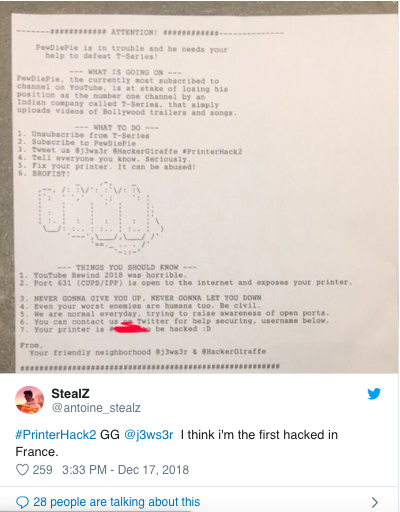 ------############ ATTENTION! ############--------------
PewDiePie is in trouble and he needs your
help to defeat T-Series!
--- WHAT IS GOING ON ---
PewDiePie, the currently most subscribed to
channel on YouTube, is at stake of losing his
position as the number one channel by an
Indian company called T-Series, that simply
uploads videos of Bollywood trailers and songs.
--- WHAT TO DO ---
1. Unsubscribe from T-Series
2. Subscribe to PewDiePie
3. Tweet us @j3ws3r @HackerGiraffe #PrinterHack2
4. Tell everyone you know. Seriously.
5. Fix your printer. It can be abused!
6. BROFIST!
--- THINGS YOU SHOULD KNOW ---
1. YouTube Rewind 2018 was horrible.
2. Port 631 (CUPS/IPP) is open to the internet and exposes your printer.
3. NEVER GONNA GIVE YOU UP, NEVER GONNA LET YOU DOWN
4. Even your worst enemies are humans too. Be civil.
5. We are normal everyday, trying to raise awareness of open ports.
6. You can contact us on Twitter for help securing, username below.
7. Your printer is # to be hacked :D
From,
Your friendly neighborhood @j3ws3r & @HackerGiraffe
################################################
StealZ
@antoine_stealz
#PrinterHack2 GG @j3ws3r I think i'm the first hacked in
France.
259 3:33 PM - Dec 17, 2018
28 people are talking about this